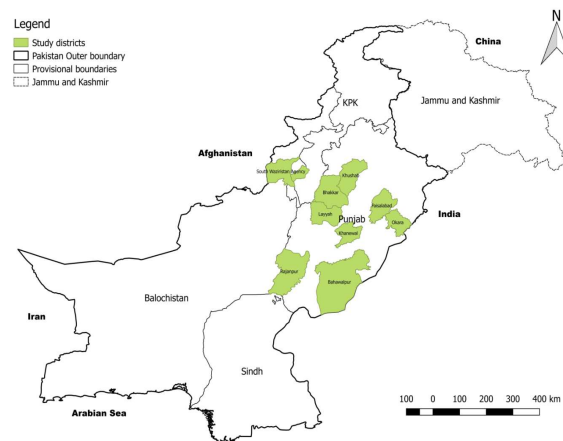 Legend
Study districts
Pakistan Outer boundary
Provisional boundaries
Jammu and Kashmir
N
China
KPK
Jammu and Kashmir
Afghanistan
South Waziristan Agency
Khushab
Bhakkar
Layyah
Faisalabad
Okara
India
Punjab
Khanewal
Rajanpur
Bahawalpur
Balochistan
Iran
Sindh
Arabian Sea
100 0 100 200 300 400 km